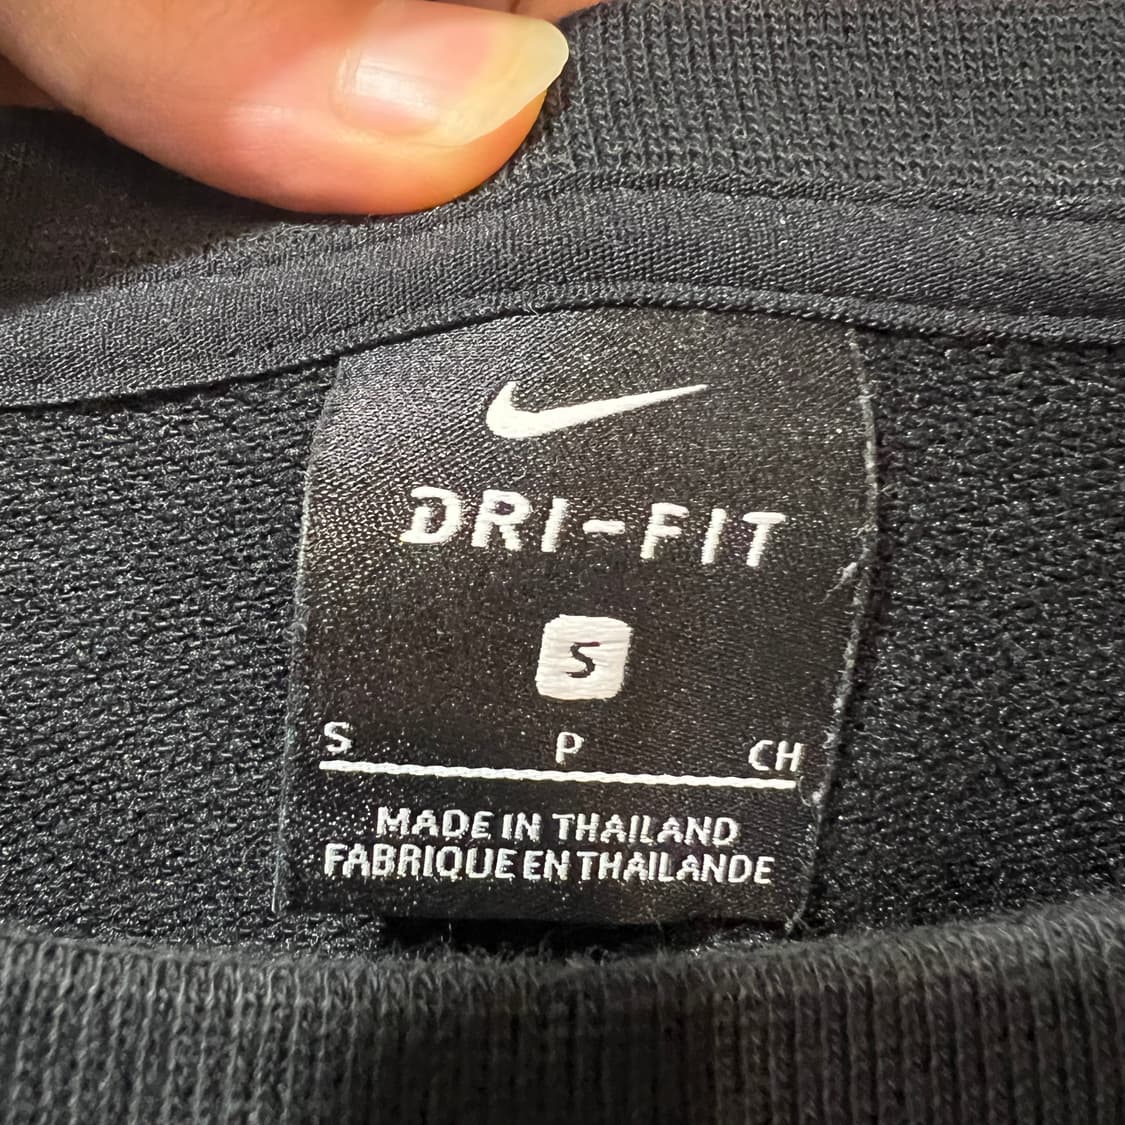 DRI-FIT
S
S P CH
MADE IN THAILAND
FABRIQUE EN THAILANDE